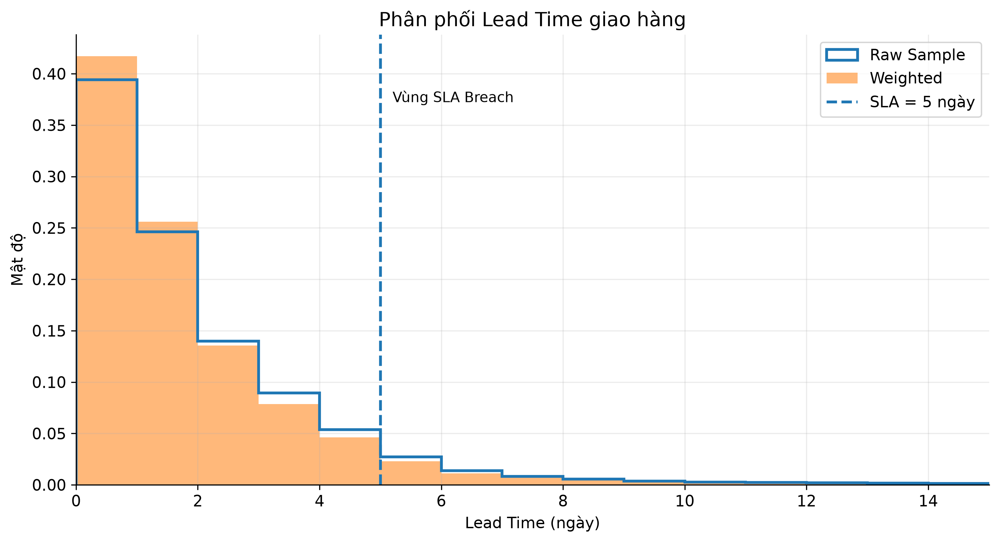 Phân phối Lead Time giao hàng
Raw Sample
Weighted
SLA = 5 ngày
Vùng SLA Breach
Mật độ
0.40
0.35
0.30
0.25
0.20
0.15
0.10
0.05
0.00
0 2 4 6 8 10 12 14
Lead Time (ngày)